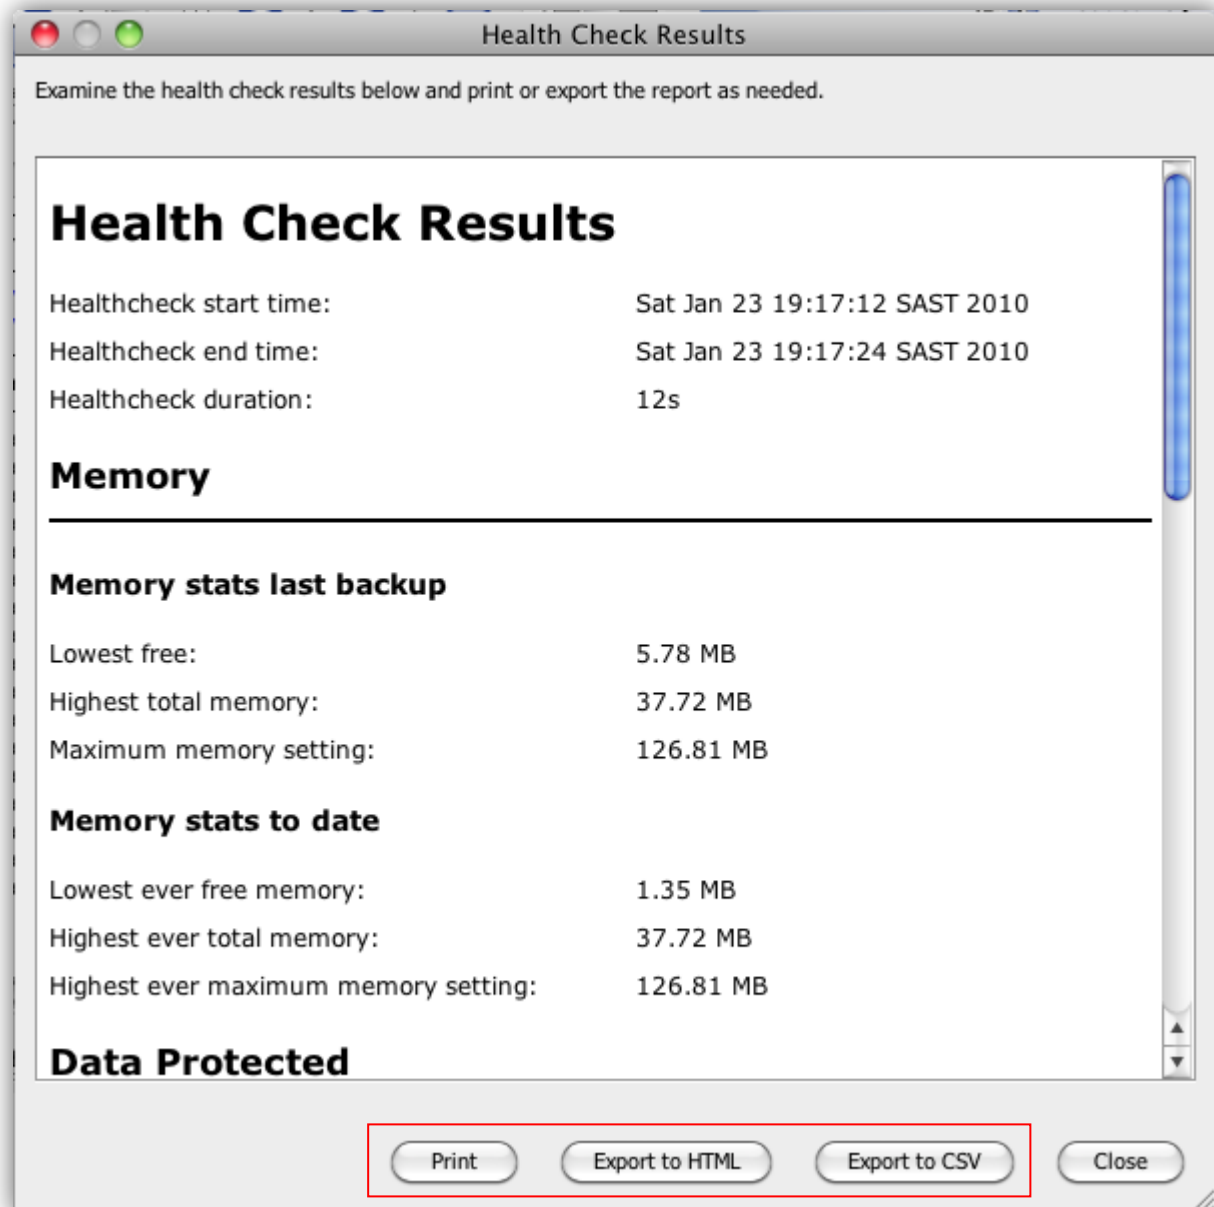 Health Check Results
Examine the health check results below and print or export the report as needed.
Health Check Results
Healthcheck start time: Sat Jan 23 19:17:12 SAST 2010
Healthcheck end time: Sat Jan 23 19:17:24 SAST 2010
Healthcheck duration: 12s
Memory
Memory stats last backup
Lowest free: 5.78 MB
Highest total memory: 37.72 MB
Maximum memory setting: 126.81 MB
Memory stats to date
Lowest ever free memory: 1.35 MB
Highest ever total memory: 37.72 MB
Highest ever maximum memory setting: 126.81 MB
Data Protected
Print Export to HTML Export to CSV Close